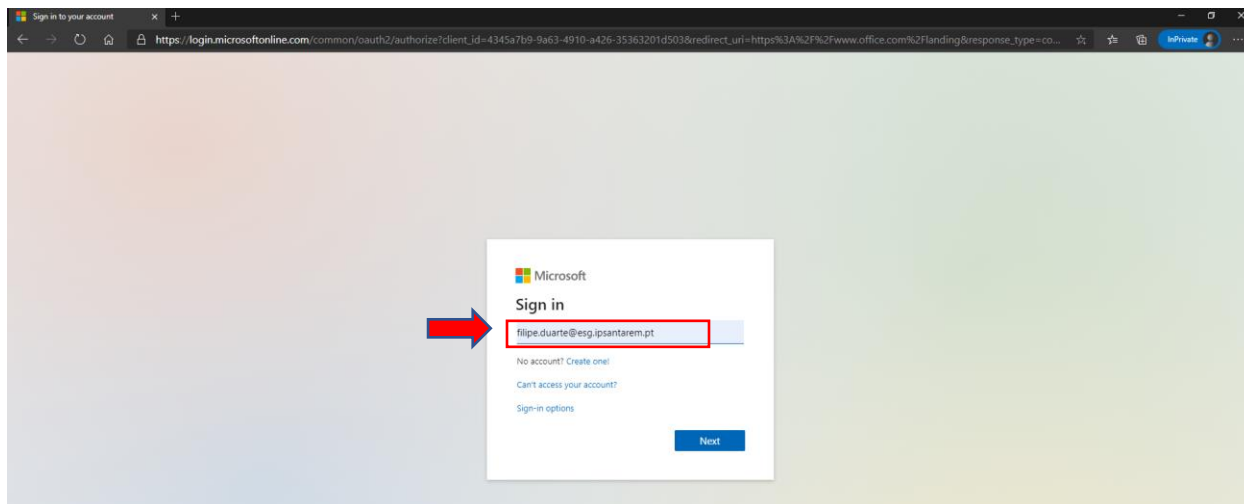 Sign in to your account
https://login.microsoftonline.com/common/oauth2/authorize?client_id=4345a7b9-9a63-4910-a426-35363201d503&redirect_uri=https%3A%2F%2Fwww.office.com%2Flanding&response_type=co...
InPrivate
Microsoft
Sign in
filipe.duarte@esg.ipsantarem.pt
No account? Create one!
Can't access your account?
Sign-in options
Next